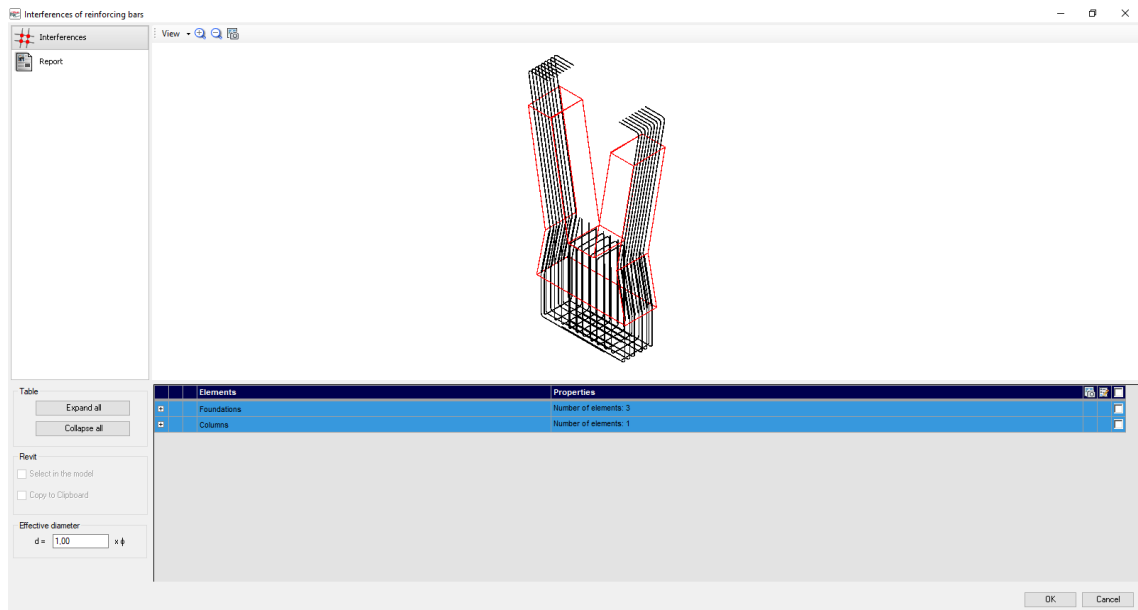 Interferences of reinforcing bars
Interferences
Report
View
Table
Expand all
Collapse all
Revit
Select in the model
Copy to Clipboard
Effective diameter
d = 1,00 x ϕ
Elements Properties
Foundations Number of elements: 3
Columns Number of elements: 1
OK Cancel